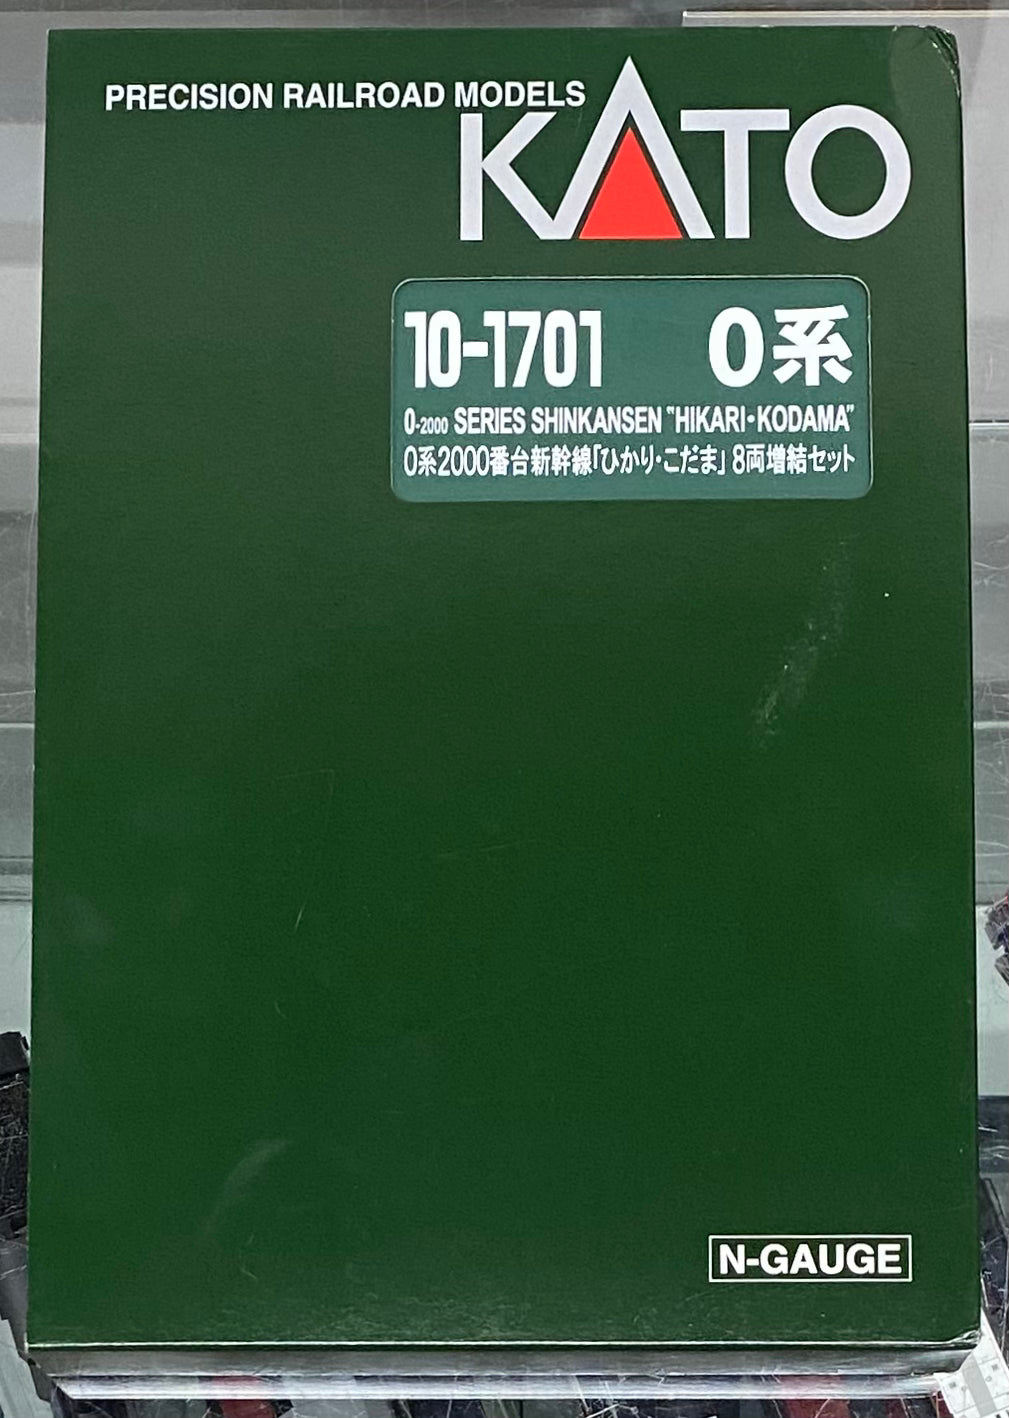 PRECISION RAILROAD MODELS
KATO
10-1701 0系
0-2000 SERIES SHINKANSEN "HIKARI・KODAMA"
0系2000番台新幹線「ひかり・こだま」 8両増結セット
N-GAUGE